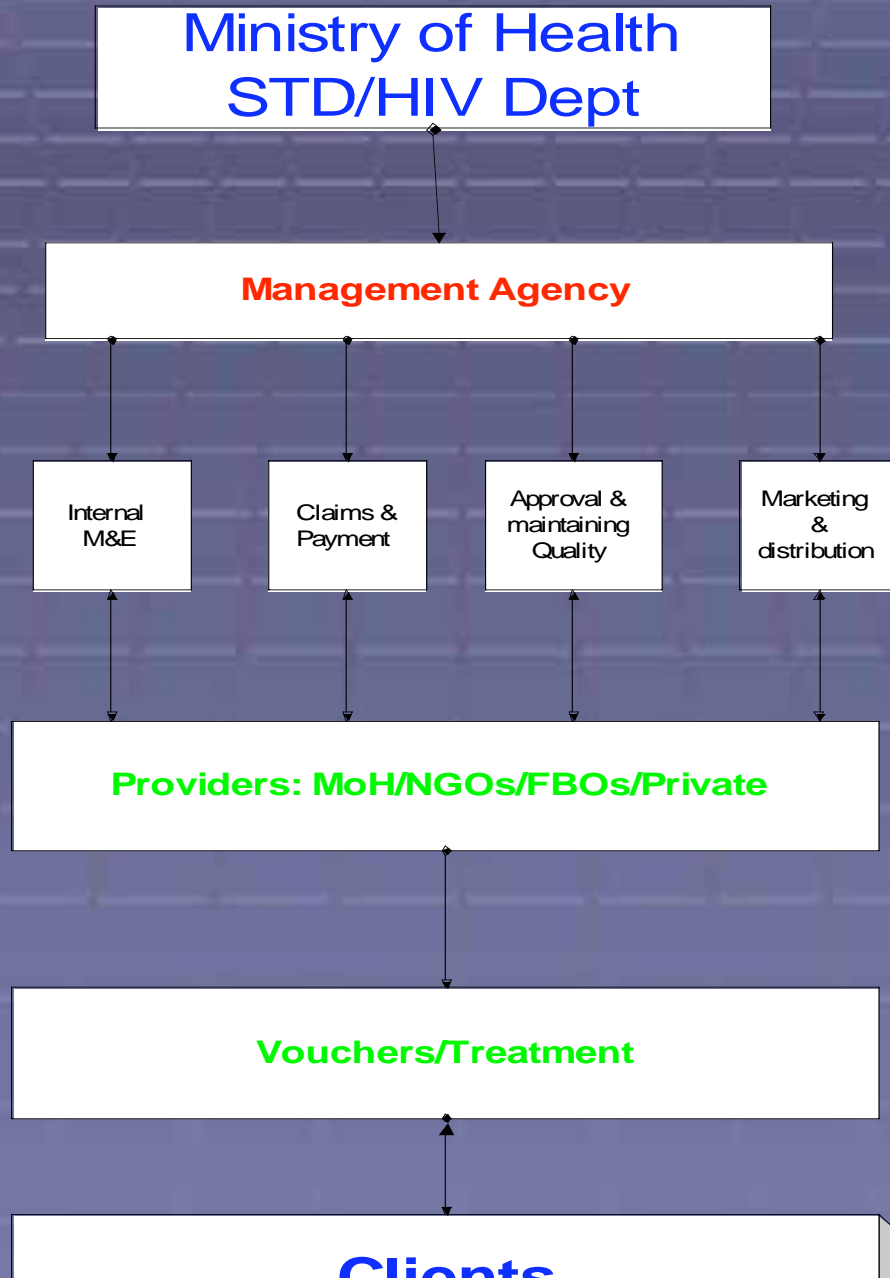 Ministry of Health
STD/HIV Dept
Management Agency
Internal
M&E
Claims &
Payment
Approval &
maintaining
Quality
Marketing
&
distribution
Providers: MoH/NGOs/FBOs/Private
Vouchers/Treatment
Clients